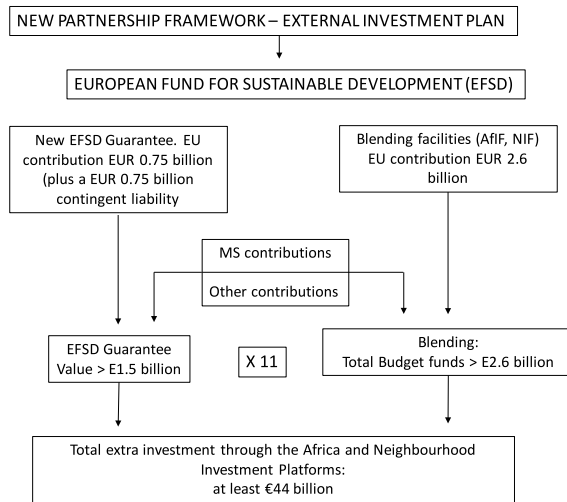 NEW PARTNERSHIP FRAMEWORK – EXTERNAL INVESTMENT PLAN
EUROPEAN FUND FOR SUSTAINABLE DEVELOPMENT (EFSD)
New EFSD Guarantee. EU
contribution EUR 0.75 billion
(plus a EUR 0.75 billion
contingent liability
Blending facilities (AfIF, NIF)
EU contribution EUR 2.6
billion
MS contributions
Other contributions
EFSD Guarantee
Value > E1.5 billion
X 11
Blending:
Total Budget funds > E2.6 billion
Total extra investment through the Africa and Neighbourhood
Investment Platforms:
at least €44 billion